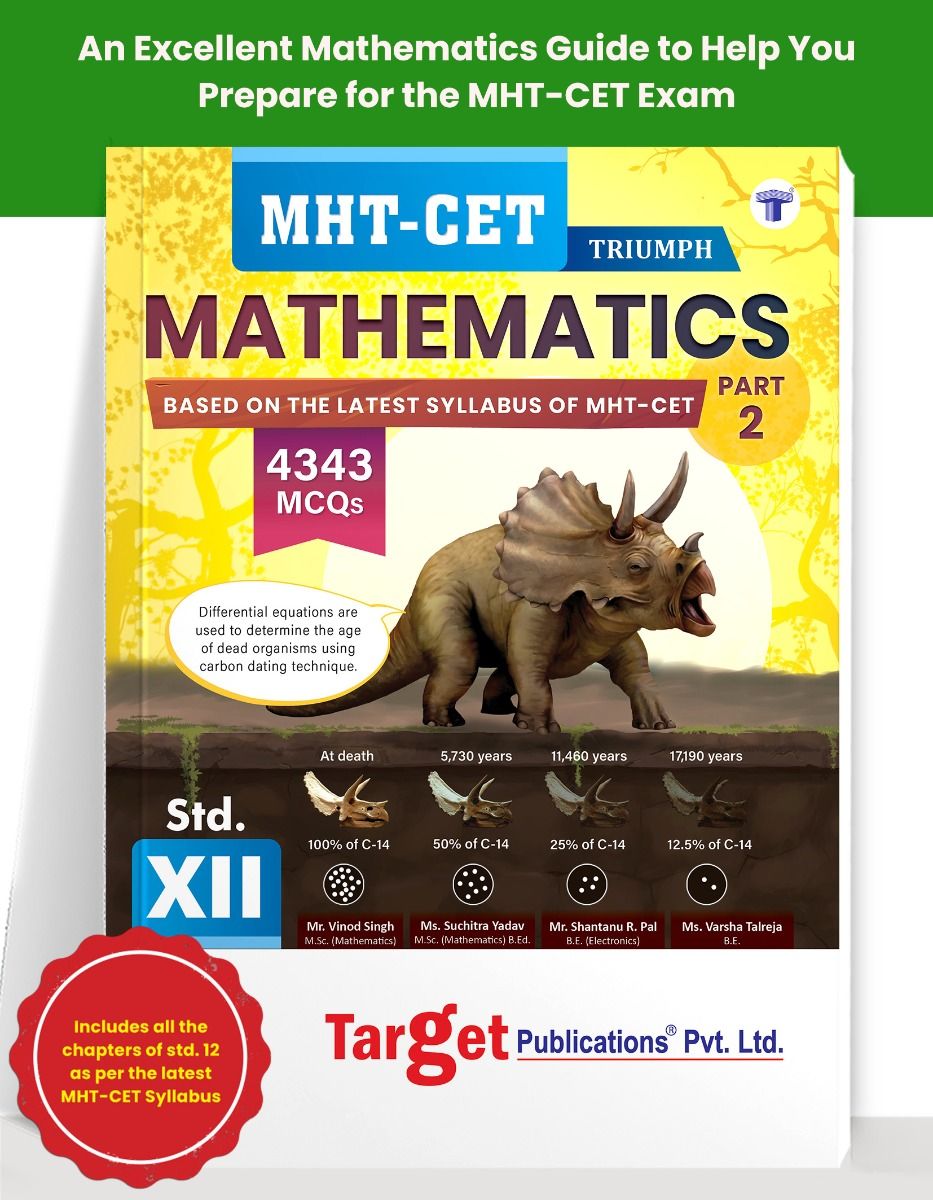 An Excellent Mathematics Guide to Help You
Prepare for the MHT-CET Exam
MHT-CET
TRIUMPH
MATHEMATICS
BASED ON THE LATEST SYLLABUS OF MHT-CET
PART
2
4343
MCQs
Differential equations are
used to determine the age
of dead organisms using
carbon dating technique.
At death 5,730 years 11,460 years 17,190 years
100% of C-14 50% of C-14 25% of C-14 12.5% of C-14
Std.
XII
Mr. Vinod Singh
M.Sc. (Mathematics)
Ms. Suchitra Yadav
M.Sc. (Mathematics) B.Ed.
Mr. Shantanu R. Pal
B.E. (Electronics)
Ms. Varsha Talreja
B.E.
Includes all the
chapters of std. 12
as per the latest
MHT-CET Syllabus
Target Publications® Pvt. Ltd.